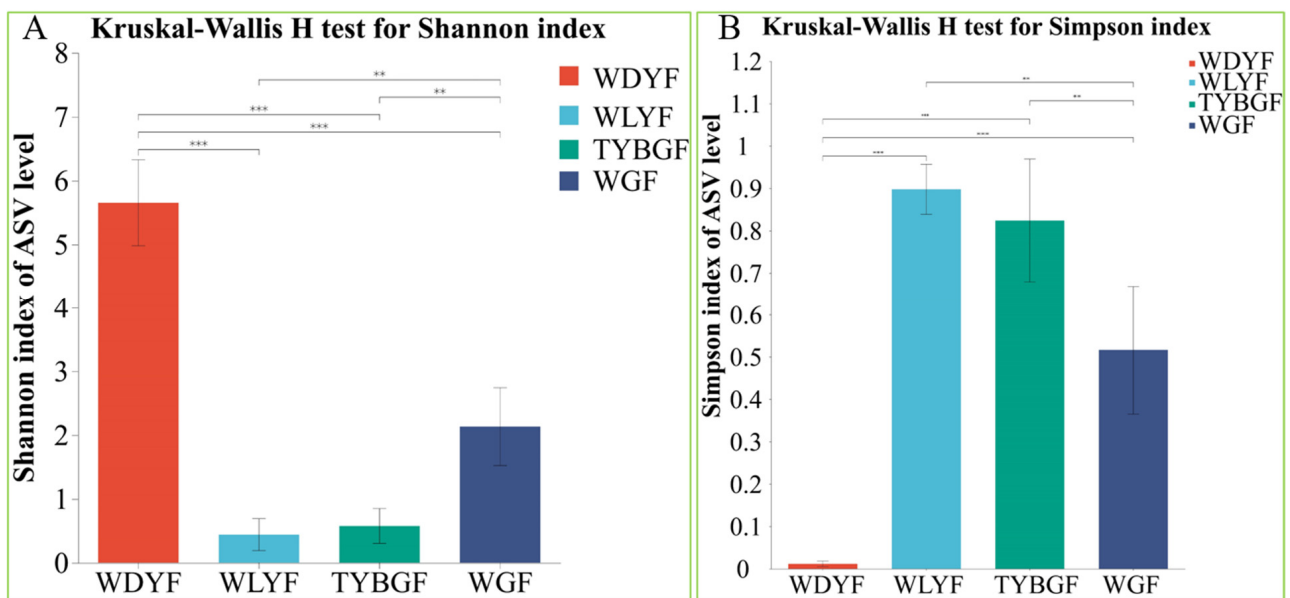 A
Kruskal-Wallis H test for Shannon index
8
7
6
5
4
3
2
1
0
Shannon index of ASV level
**
**
***
***
***
WDYF
WLYF
TYBGF
WGF
WDYF WLYF TYBGF WGF
B
Kruskal-Wallis H test for Simpson index
1.2
1.1
1
0.9
0.8
0.7
0.6
0.5
0.4
0.3
0.2
0.1
0
Simpson index of ASV level
**
**
***
***
***
WDYF
WLYF
TYBGF
WGF
WDYF WLYF TYBGF WGF